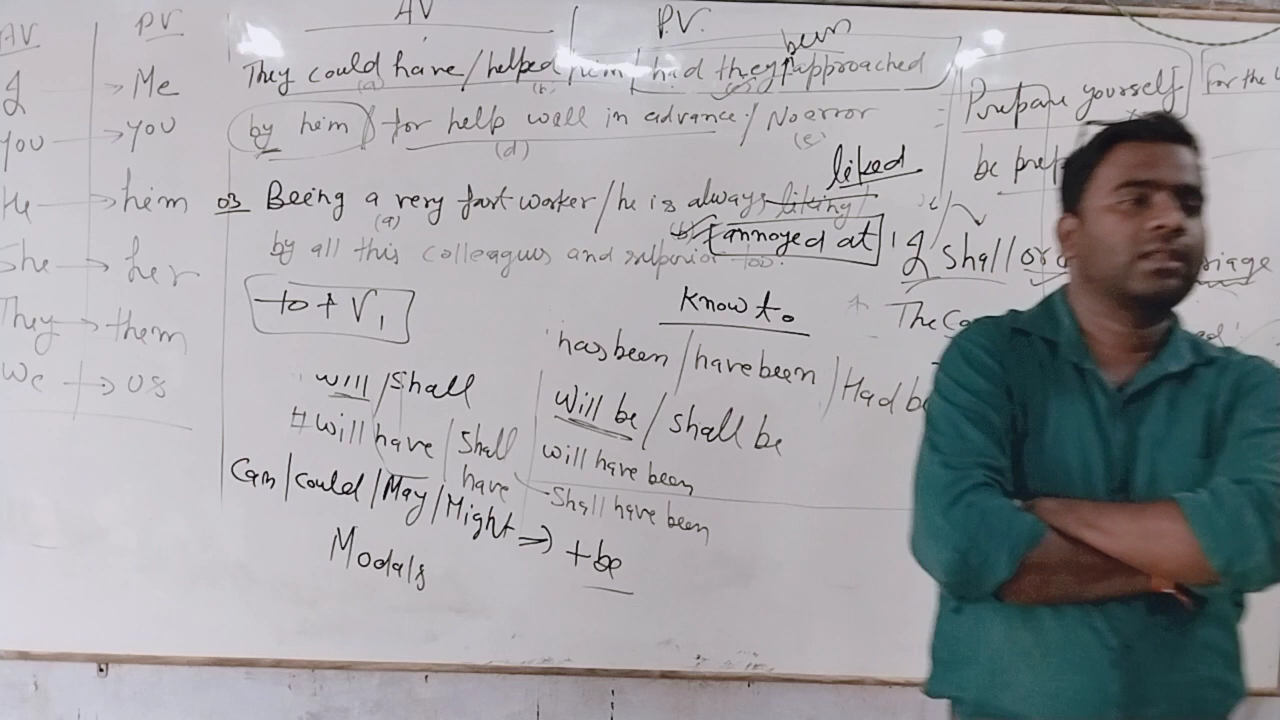 AV
PV
I → Me
You → you
He → him
She → her
They → them
We → us
AV
P.V.
been
They could have / helped him / had they approached
(a)
(b)
(c)
by him / for help well in advance / No error
(d)
(e)
liked
03 Being a very fast worker / he is always liking /
(a)
(b)
annoyed at
by all this colleagues and superior too.
to + V1
Know to
has been / have been / Had be
will / Shall
Will be / shall be
# will have / Shall have
will have been
Shall have been
Can / Could / May / Might ⇒ + be
Modals
Prepare yourself
be prep
For the
I shall
The